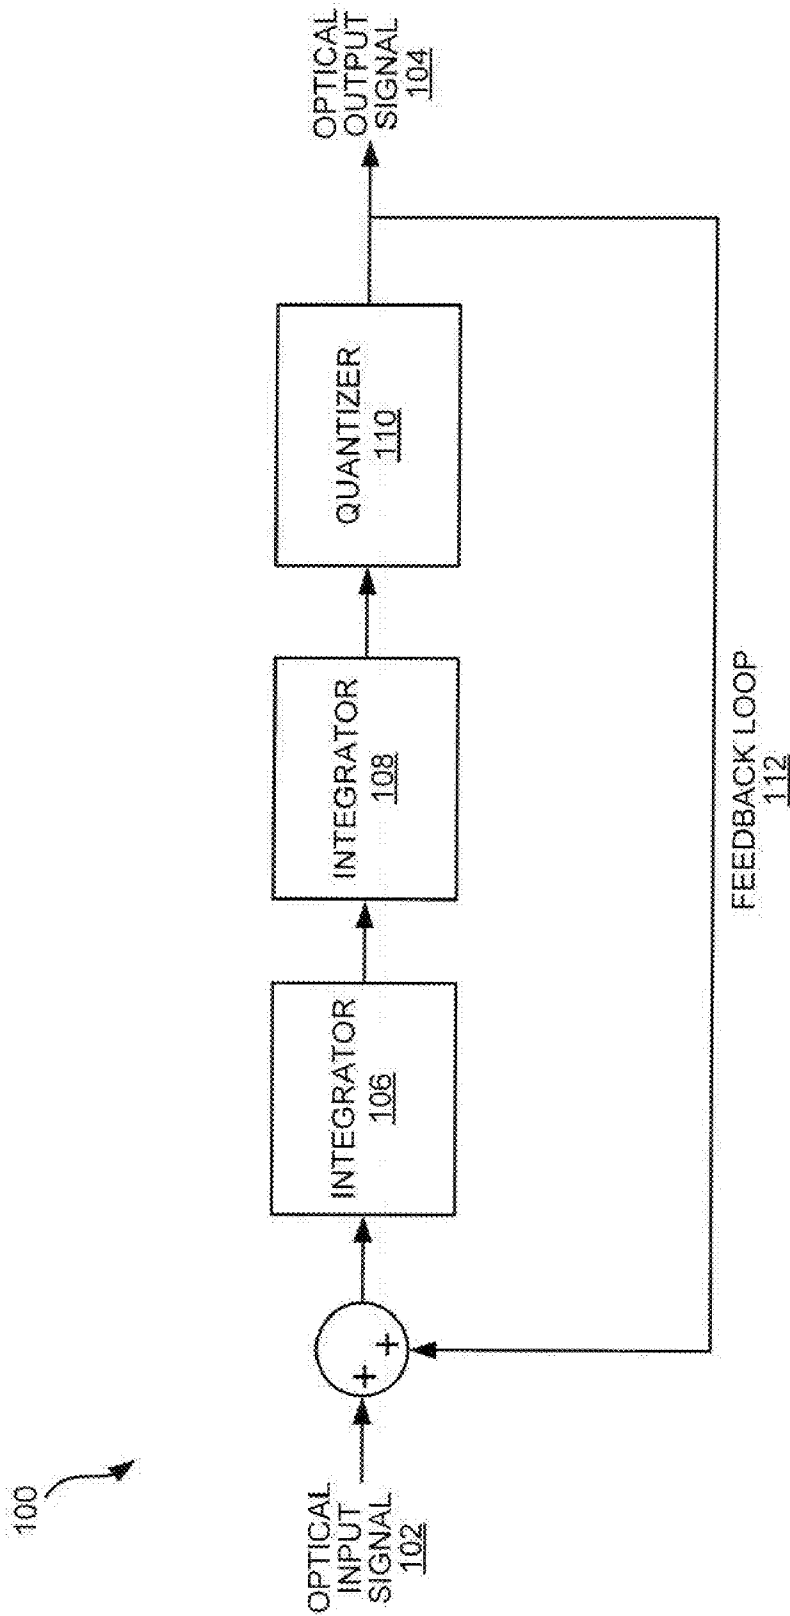 100
OPTICAL
INPUT
SIGNAL
102
+
+
INTEGRATOR
106
INTEGRATOR
108
QUANTIZER
110
OPTICAL
OUTPUT
SIGNAL
104
FEEDBACK LOOP
112